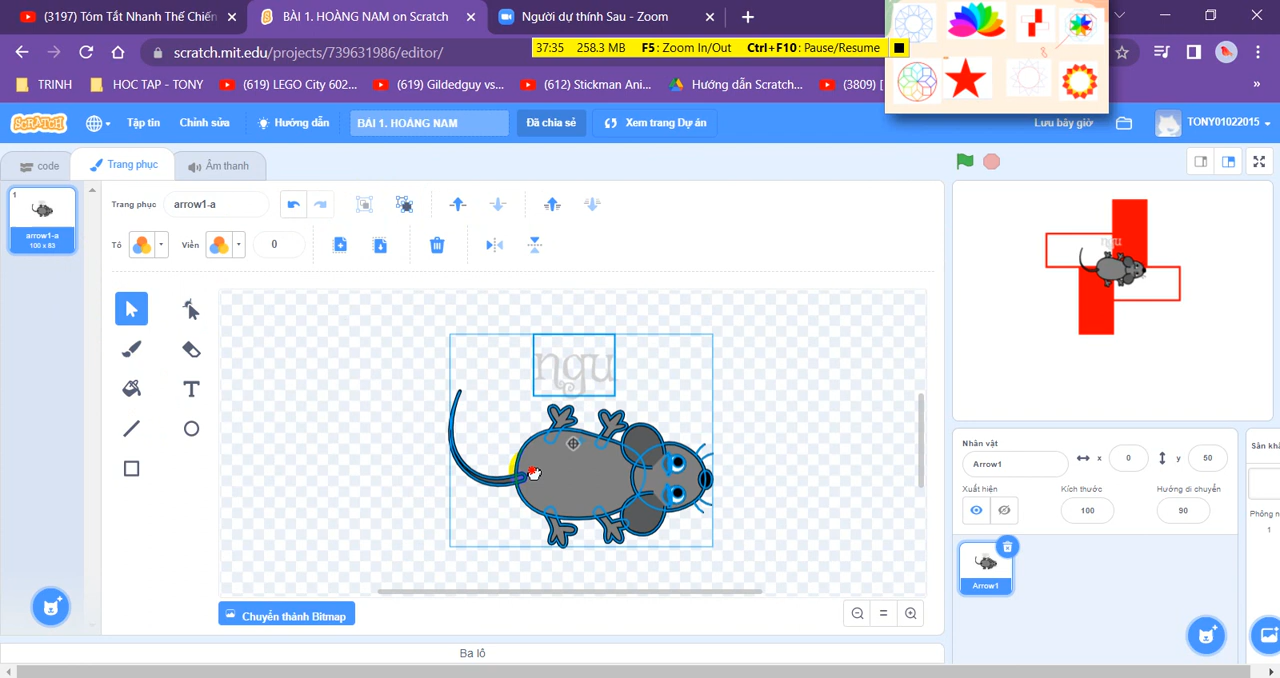 (3197) Tóm Tắt Nhanh Thế Chiến
BÀI 1. HOÀNG NAM on Scratch
Người dự thính Sau - Zoom
scratch.mit.edu/projects/739631986/editor/
37:35 258.3 MB F5: Zoom In/Out Ctrl+F10: Pause/Resume
TRINH
HOC TAP - TONY
(619) LEGO City 602...
(619) Gildedguy vs...
(612) Stickman Ani...
Hướng dẫn Scratch...
(3809) [
»
SCRATCH
Tập tin
Chỉnh sửa
Hướng dẫn
BÀI 1. HOÀNG NAM
Đã chia sẻ
Xem trang Dự án
Lưu bây giờ
TONY01022015
code
Trang phục
Âm thanh
1
arrow1-a
100 x 83
Trang phục
arrow1-a
Tô
Viền
0
ngu
ngu
Chuyển thành Bitmap
Ba lô
Nhân vật
Arrow1
x
0
y
50
Xuất hiện
Kích thước
100
Hướng di chuyển
90
Arrow1
Sân khấ
Phông n
1